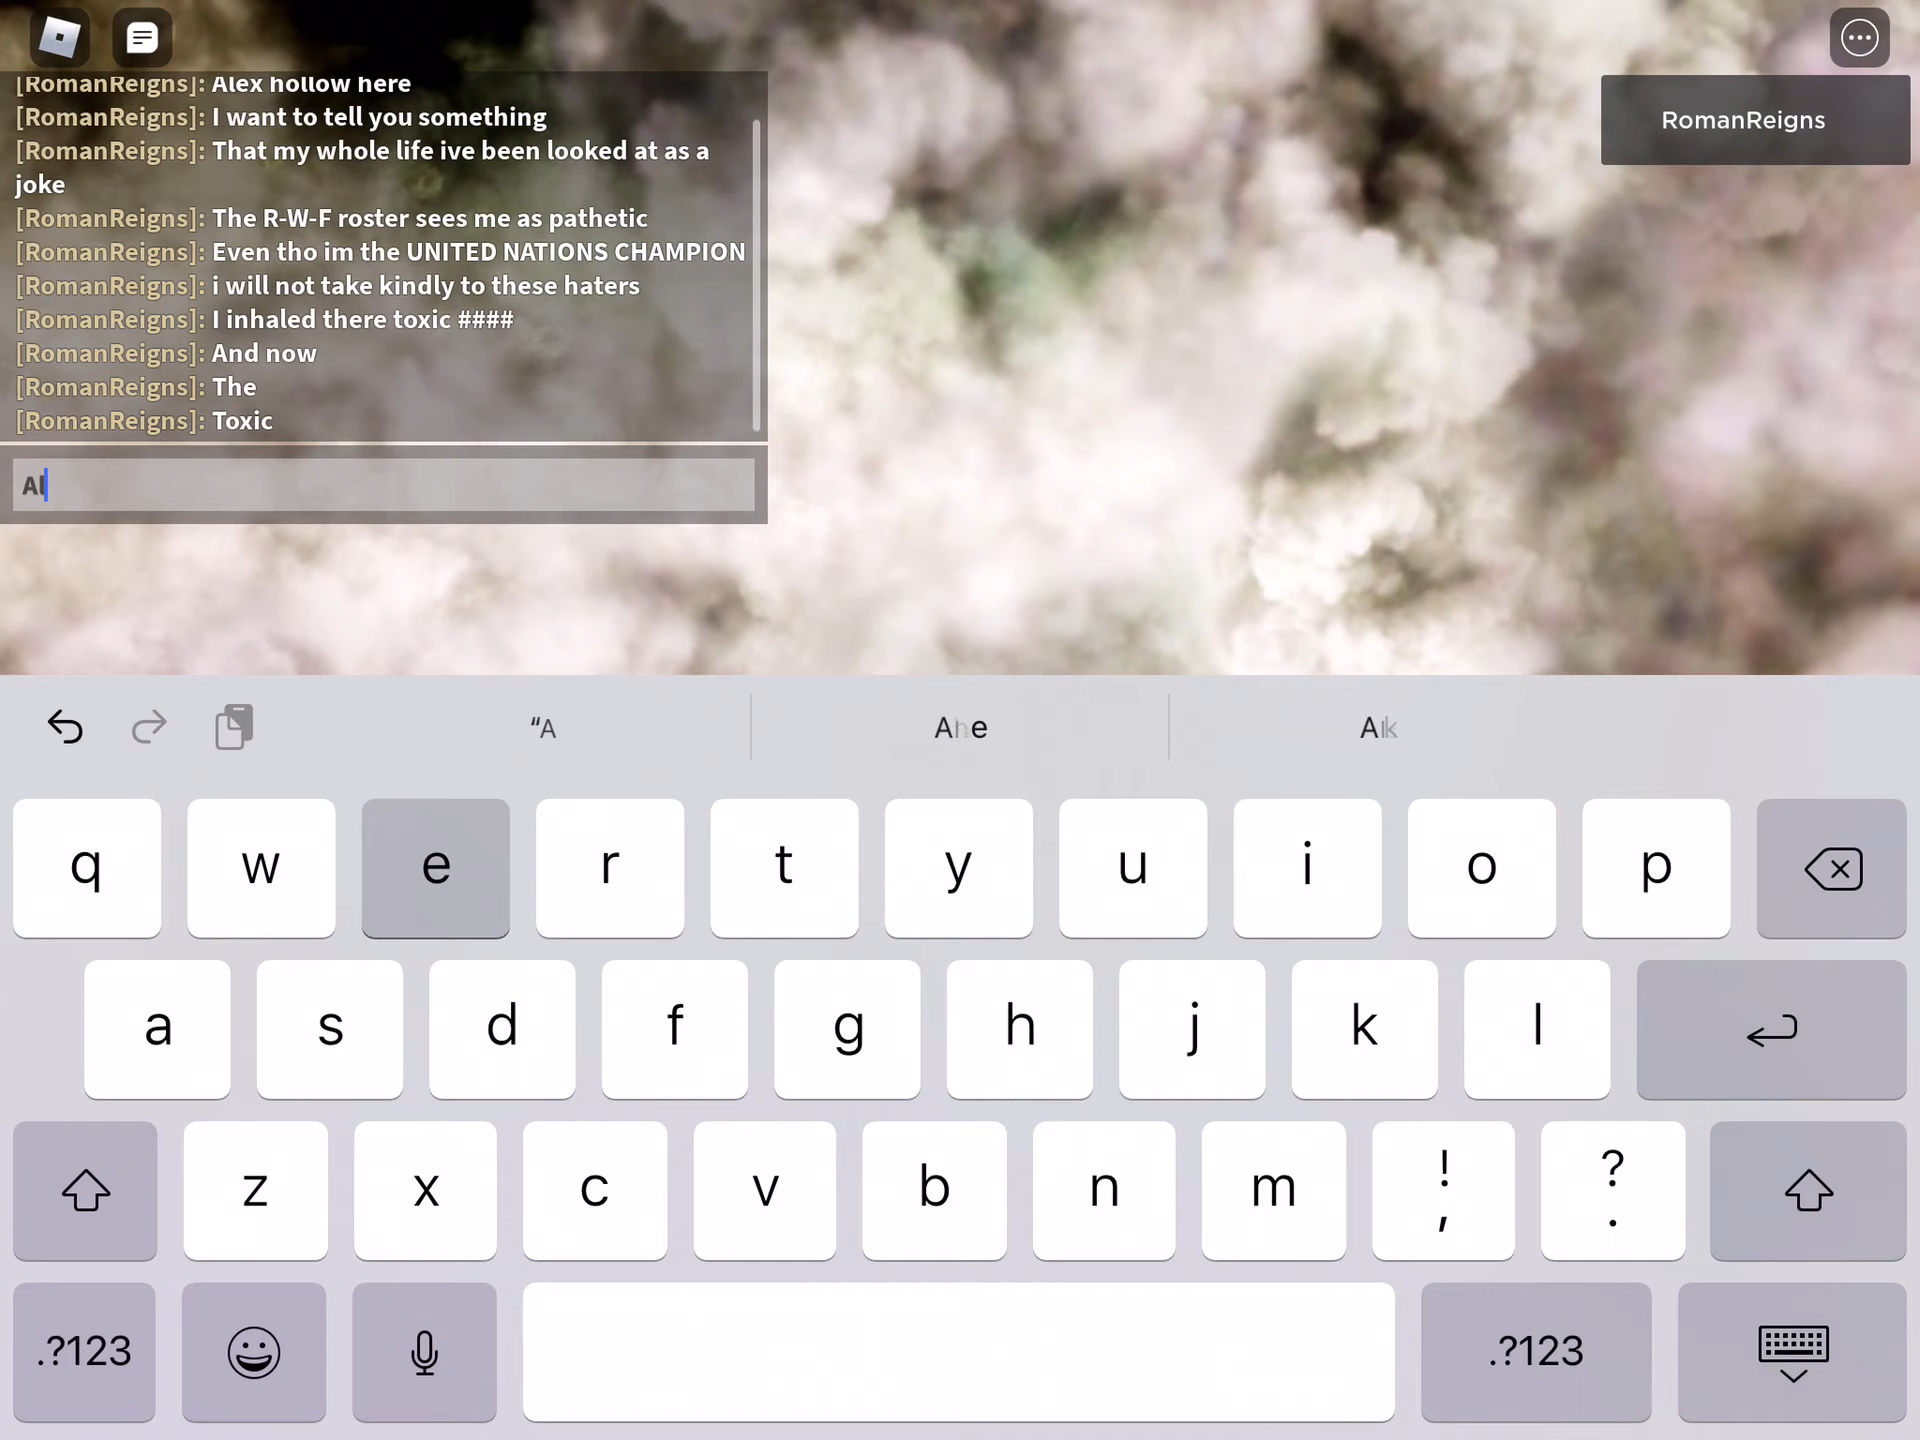 [RomanReigns]: Alex hollow here
[RomanReigns]: I want to tell you something
[RomanReigns]: That my whole life ive been looked at as a
joke
[RomanReigns]: The R-W-F roster sees me as pathetic
[RomanReigns]: Even tho im the UNITED NATIONS CHAMPION
[RomanReigns]: i will not take kindly to these haters
[RomanReigns]: I inhaled there toxic ####
[RomanReigns]: And now
[RomanReigns]: The
[RomanReigns]: Toxic
Al
RomanReigns
“A
q w e r t y u i o p
a s d f g h j k l
z x c v b n m ! , ? .
.?123 .?123